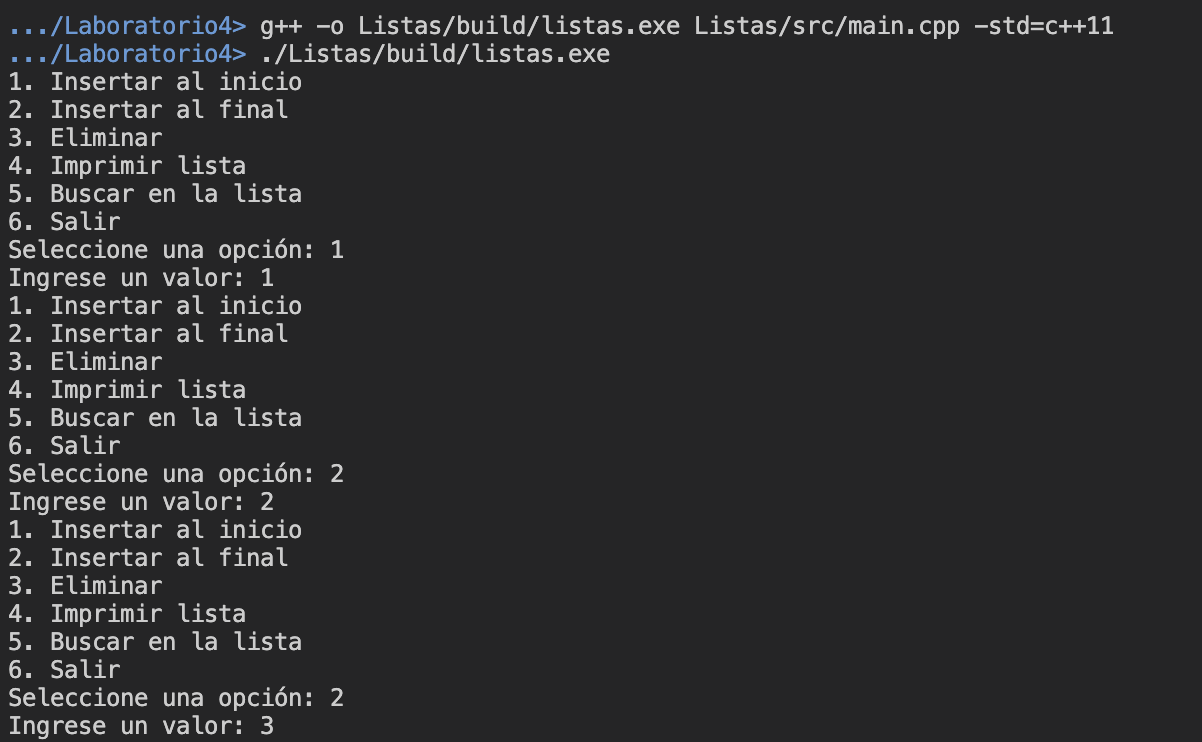 .../Laboratorio4> g++ -o Listas/build/listas.exe Listas/src/main.cpp -std=c++11
.../Laboratorio4> ./Listas/build/listas.exe
1. Insertar al inicio
2. Insertar al final
3. Eliminar
4. Imprimir lista
5. Buscar en la lista
6. Salir
Seleccione una opción: 1
Ingrese un valor: 1
1. Insertar al inicio
2. Insertar al final
3. Eliminar
4. Imprimir lista
5. Buscar en la lista
6. Salir
Seleccione una opción: 2
Ingrese un valor: 2
1. Insertar al inicio
2. Insertar al final
3. Eliminar
4. Imprimir lista
5. Buscar en la lista
6. Salir
Seleccione una opción: 2
Ingrese un valor: 3